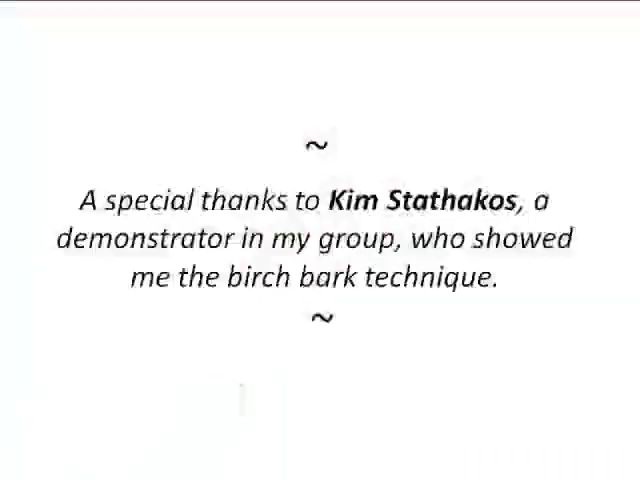 ~
A special thanks to Kim Stathakos, a
demonstrator in my group, who showed
me the birch bark technique.
~